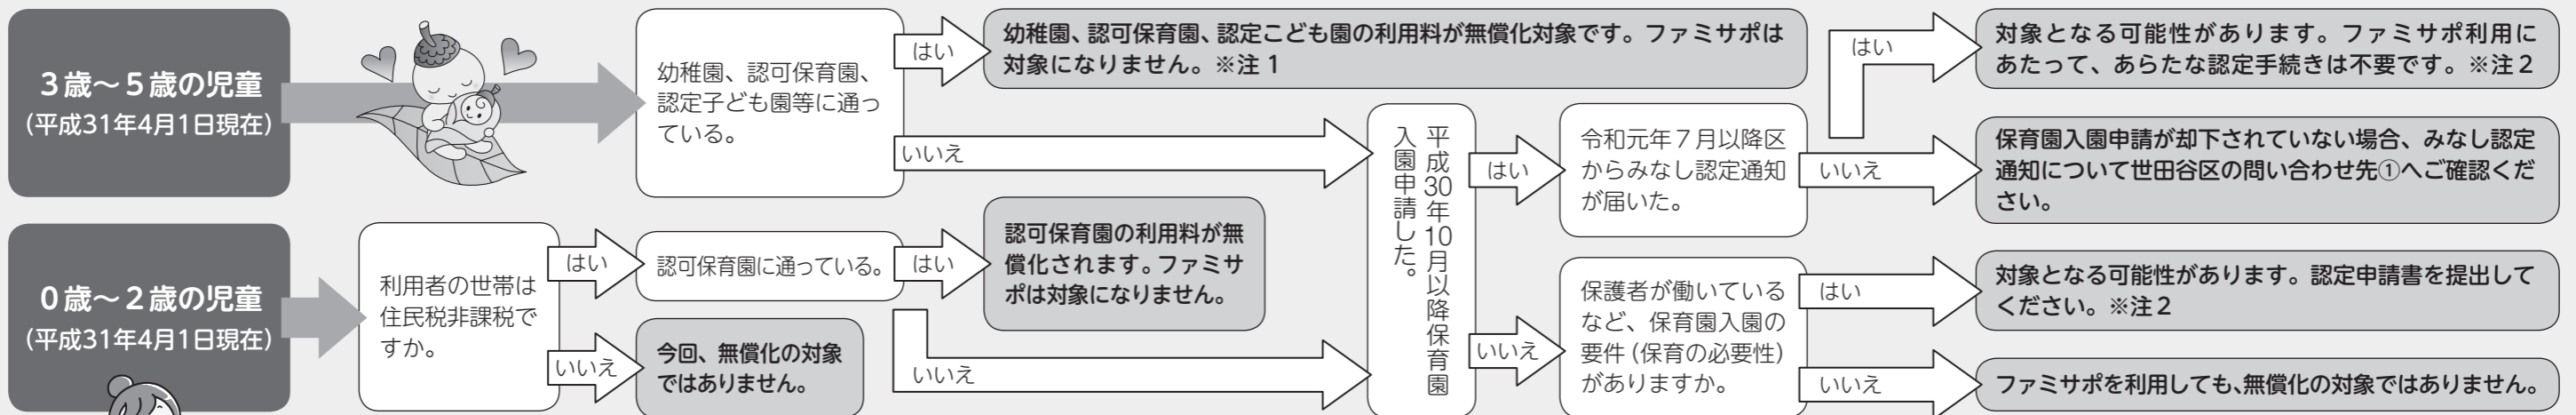 3歳～5歳の児童
(平成31年4月1日現在)
幼稚園、認可保育園、
認定子ども園等に通っ
ている。
はい
幼稚園、認可保育園、認定こども園の利用料が無償化対象です。ファミサポは
対象になりません。※注1
いいえ
0歳～2歳の児童
(平成31年4月1日現在)
利用者の世帯は
住民税非課税で
すか。
はい
認可保育園に通っている。
はい
認可保育園の利用料が無
償化されます。ファミサ
ポは対象になりません。
いいえ
今回、無償化の対象
ではありません。
いいえ
平成30年10月以降保育園
入園申請した。
はい
令和元年7月以降区
からみなし認定通知
が届いた。
はい
対象となる可能性があります。ファミサポ利用に
あたって、あらたな認定手続きは不要です。※注2
いいえ
保育園入園申請が却下されていない場合、みなし認定
通知について世田谷区の問い合わせ先①へご確認くだ
さい。
いいえ
保護者が働いている
など、保育園入園の
要件(保育の必要性)
がありますか。
はい
対象となる可能性があります。認定申請書を提出して
ください。※注2
いいえ
ファミサポを利用しても、無償化の対象ではありません。